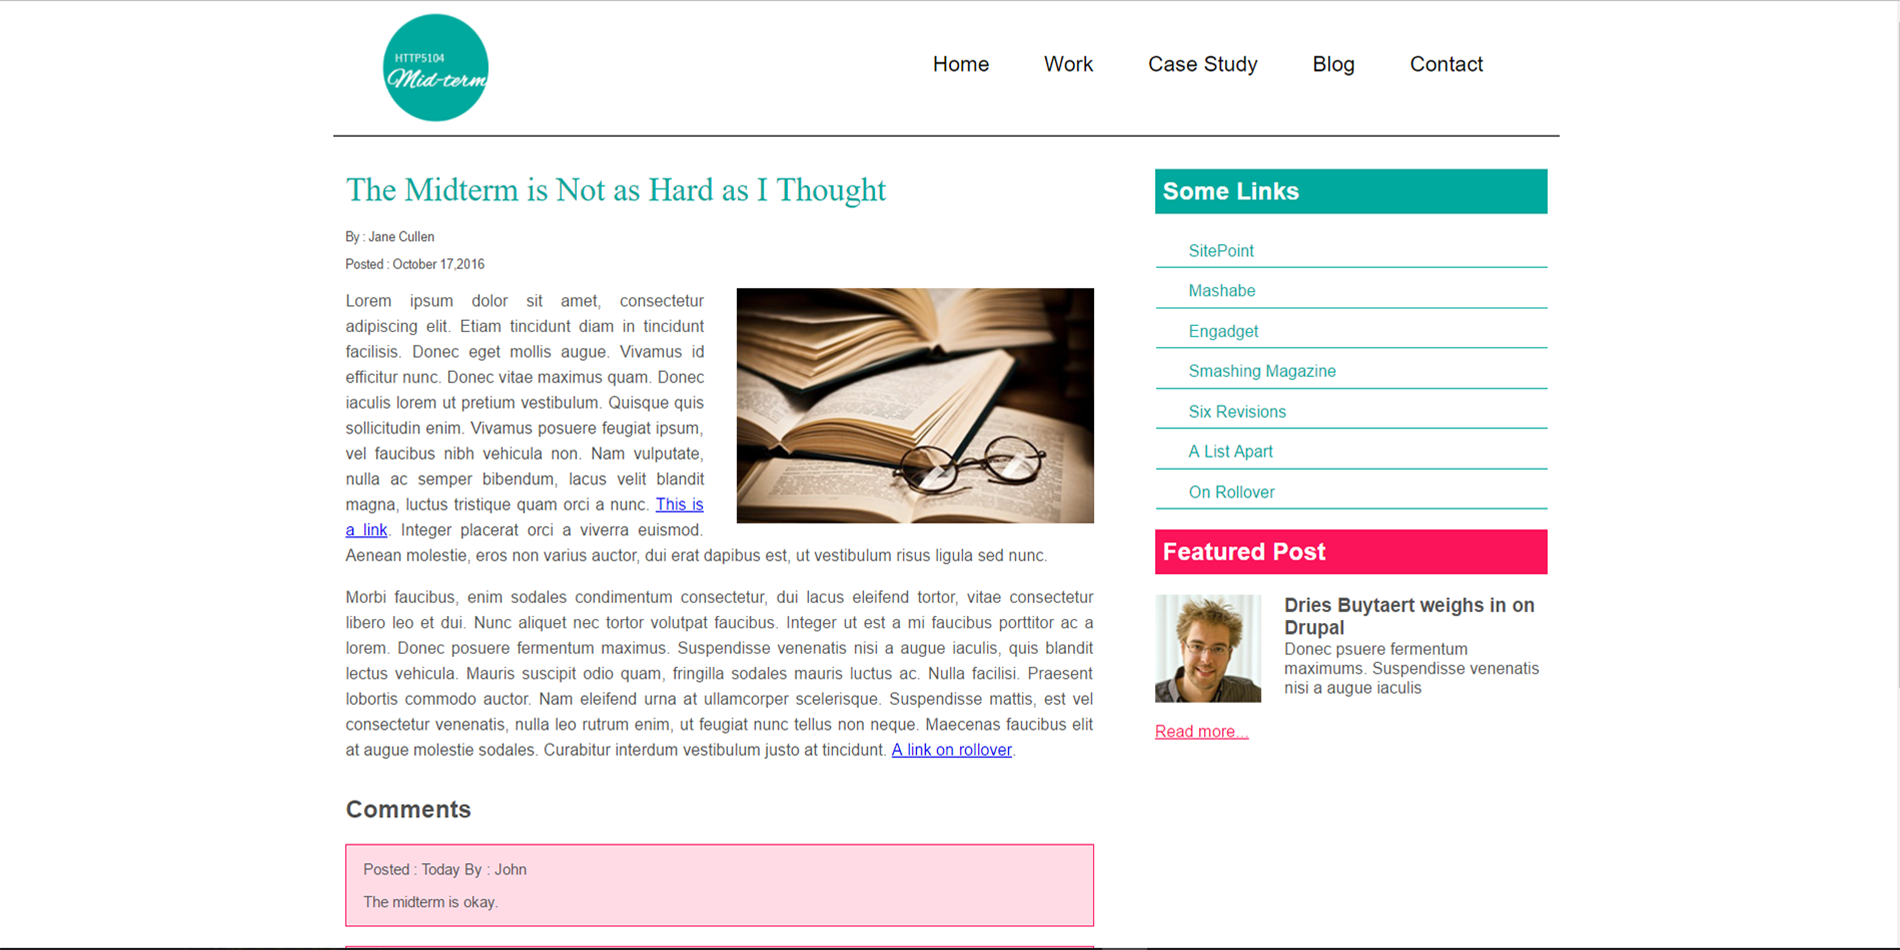 HTTP5104
Mid-term
Home Work Case Study Blog Contact
The Midterm is Not as Hard as I Thought
By : Jane Cullen
Posted : October 17,2016
Lorem ipsum dolor sit amet, consectetur
adipiscing elit. Etiam tincidunt diam in tincidunt
facilisis. Donec eget mollis augue. Vivamus id
efficitur nunc. Donec vitae maximus quam. Donec
iaculis lorem ut pretium vestibulum. Quisque quis
sollicitudin enim. Vivamus posuere feugiat ipsum,
vel faucibus nibh vehicula non. Nam vulputate,
nulla ac semper bibendum, lacus velit blandit
magna, luctus tristique quam orci a nunc. This is
a link. Integer placerat orci a viverra euismod.
Aenean molestie, eros non varius auctor, dui erat dapibus est, ut vestibulum risus ligula sed nunc.
Morbi faucibus, enim sodales condimentum consectetur, dui lacus eleifend tortor, vitae consectetur
libero leo et dui. Nunc aliquet nec tortor volutpat faucibus. Integer ut est a mi faucibus porttitor ac a
lorem. Donec posuere fermentum maximus. Suspendisse venenatis nisi a augue iaculis, quis blandit
lectus vehicula. Mauris suscipit odio quam, fringilla sodales mauris luctus ac. Nulla facilisi. Praesent
lobortis commodo auctor. Nam eleifend urna at ullamcorper scelerisque. Suspendisse mattis, est vel
consectetur venenatis, nulla leo rutrum enim, ut feugiat nunc tellus non neque. Maecenas faucibus elit
at augue molestie sodales. Curabitur interdum vestibulum justo at tincidunt. A link on rollover.
Comments
Posted : Today By : John
The midterm is okay.
Some Links
SitePoint
Mashabe
Engadget
Smashing Magazine
Six Revisions
A List Apart
On Rollover
Featured Post
Dries Buytaert weighs in on
Drupal
Donec psuere fermentum
maximums. Suspendisse venenatis
nisi a augue iaculis
Read more...